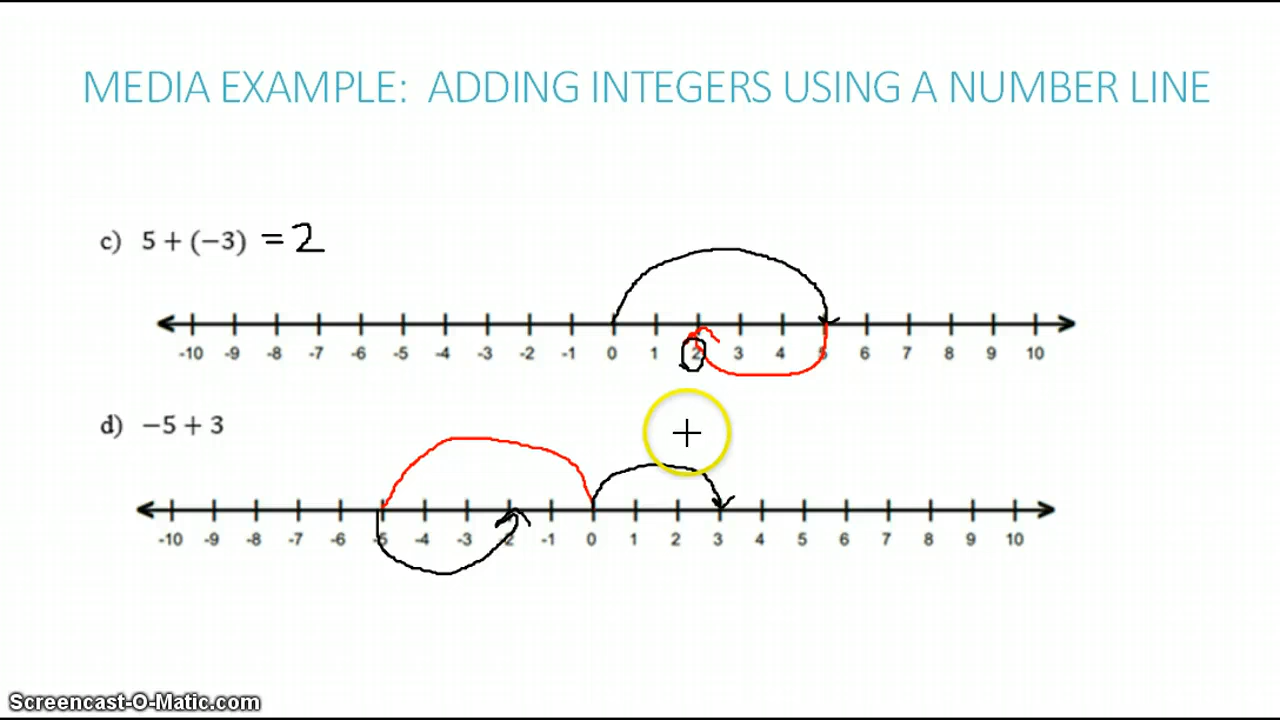 MEDIA EXAMPLE: ADDING INTEGERS USING A NUMBER LINE
c) 5 + (−3) = 2
-10 -9 -8 -7 -6 -5 -4 -3 -2 -1 0 1 2 3 4 5 6 7 8 9 10
d) −5 + 3
-10 -9 -8 -7 -6 -5 -4 -3 -2 -1 0 1 2 3 4 5 6 7 8 9 10
Screencast-O-Matic.com